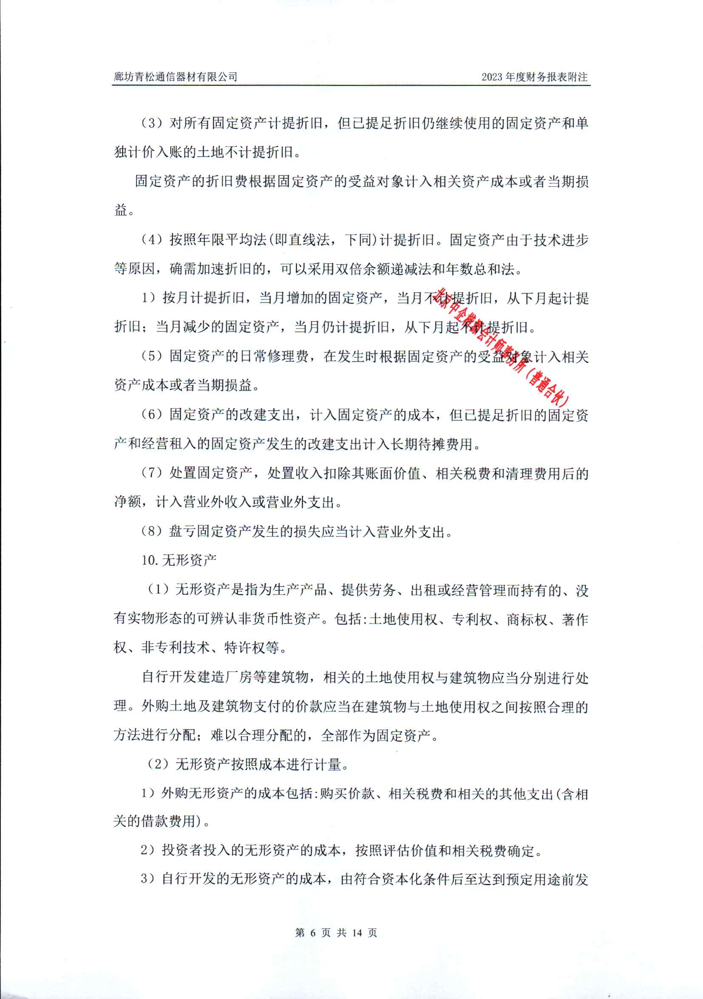 廊坊青松通信器材有限公司 2023 年度财务报表附注
（3）对所有固定资产计提折旧，但已提足折旧仍继续使用的固定资产和单
独计价入账的土地不计提折旧。
固定资产的折旧费根据固定资产的受益对象计入相关资产成本或者当期损
益。
（4）按照年限平均法(即直线法，下同)计提折旧。固定资产由于技术进步
等原因，确需加速折旧的，可以采用双倍余额递减法和年数总和法。
1）按月计提折旧，当月增加的固定资产，当月不计提折旧，从下月起计提
折旧；当月减少的固定资产，当月仍计提折旧，从下月起不计提折旧。
（5）固定资产的日常修理费，在发生时根据固定资产的受益对象计入相关
资产成本或者当期损益。
（6）固定资产的改建支出，计入固定资产的成本，但已提足折旧的固定资
产和经营租入的固定资产发生的改建支出计入长期待摊费用。
（7）处置固定资产，处置收入扣除其账面价值、相关税费和清理费用后的
净额，计入营业外收入或营业外支出。
（8）盘亏固定资产发生的损失应当计入营业外支出。
10. 无形资产
（1）无形资产是指为生产产品、提供劳务、出租或经营管理而持有的、没
有实物形态的可辨认非货币性资产。包括:土地使用权、专利权、商标权、著作
权、非专利技术、特许权等。
自行开发建造厂房等建筑物，相关的土地使用权与建筑物应当分别进行处
理。外购土地及建筑物支付的价款应当在建筑物与土地使用权之间按照合理的
方法进行分配；难以合理分配的，全部作为固定资产。
（2）无形资产按照成本进行计量。
1）外购无形资产的成本包括:购买价款、相关税费和相关的其他支出(含相
关的借款费用)。
2）投资者投入的无形资产的成本，按照评估价值和相关税费确定。
3）自行开发的无形资产的成本，由符合资本化条件后至达到预定用途前发
第 6 页 共 14 页
北京中企 会计师事务所（普通合伙）